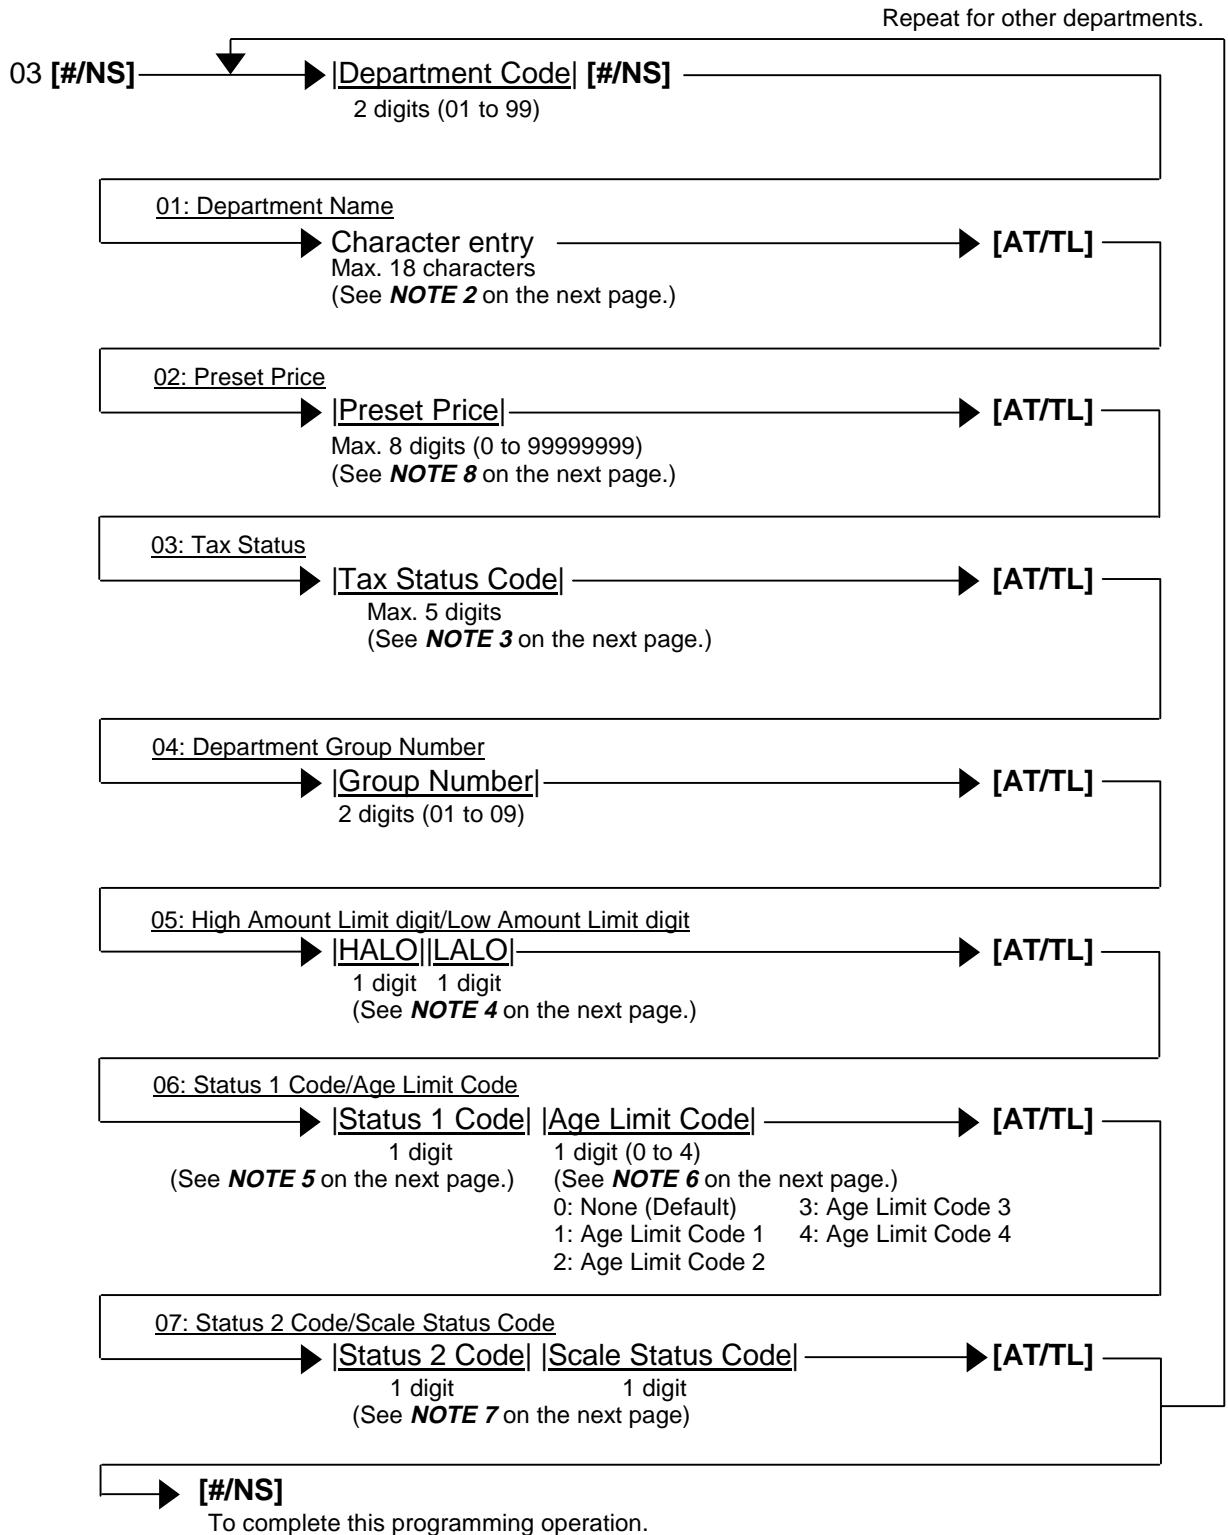 Repeat for other departments.
03 [#/NS] |Department Code| [#/NS]
2 digits (01 to 99)
01: Department Name
Character entry [AT/TL]
Max. 18 characters
(See NOTE 2 on the next page.)
02: Preset Price
|Preset Price| [AT/TL]
Max. 8 digits (0 to 99999999)
(See NOTE 8 on the next page.)
03: Tax Status
|Tax Status Code| [AT/TL]
Max. 5 digits
(See NOTE 3 on the next page.)
04: Department Group Number
|Group Number| [AT/TL]
2 digits (01 to 09)
05: High Amount Limit digit/Low Amount Limit digit
|HALO||LALO| [AT/TL]
1 digit 1 digit
(See NOTE 4 on the next page.)
06: Status 1 Code/Age Limit Code
|Status 1 Code| |Age Limit Code| [AT/TL]
1 digit 1 digit (0 to 4)
(See NOTE 5 on the next page.) (See NOTE 6 on the next page.)
0: None (Default) 3: Age Limit Code 3
1: Age Limit Code 1 4: Age Limit Code 4
2: Age Limit Code 2
07: Status 2 Code/Scale Status Code
|Status 2 Code| |Scale Status Code| [AT/TL]
1 digit 1 digit
(See NOTE 7 on the next page)
[#/NS]
To complete this programming operation.